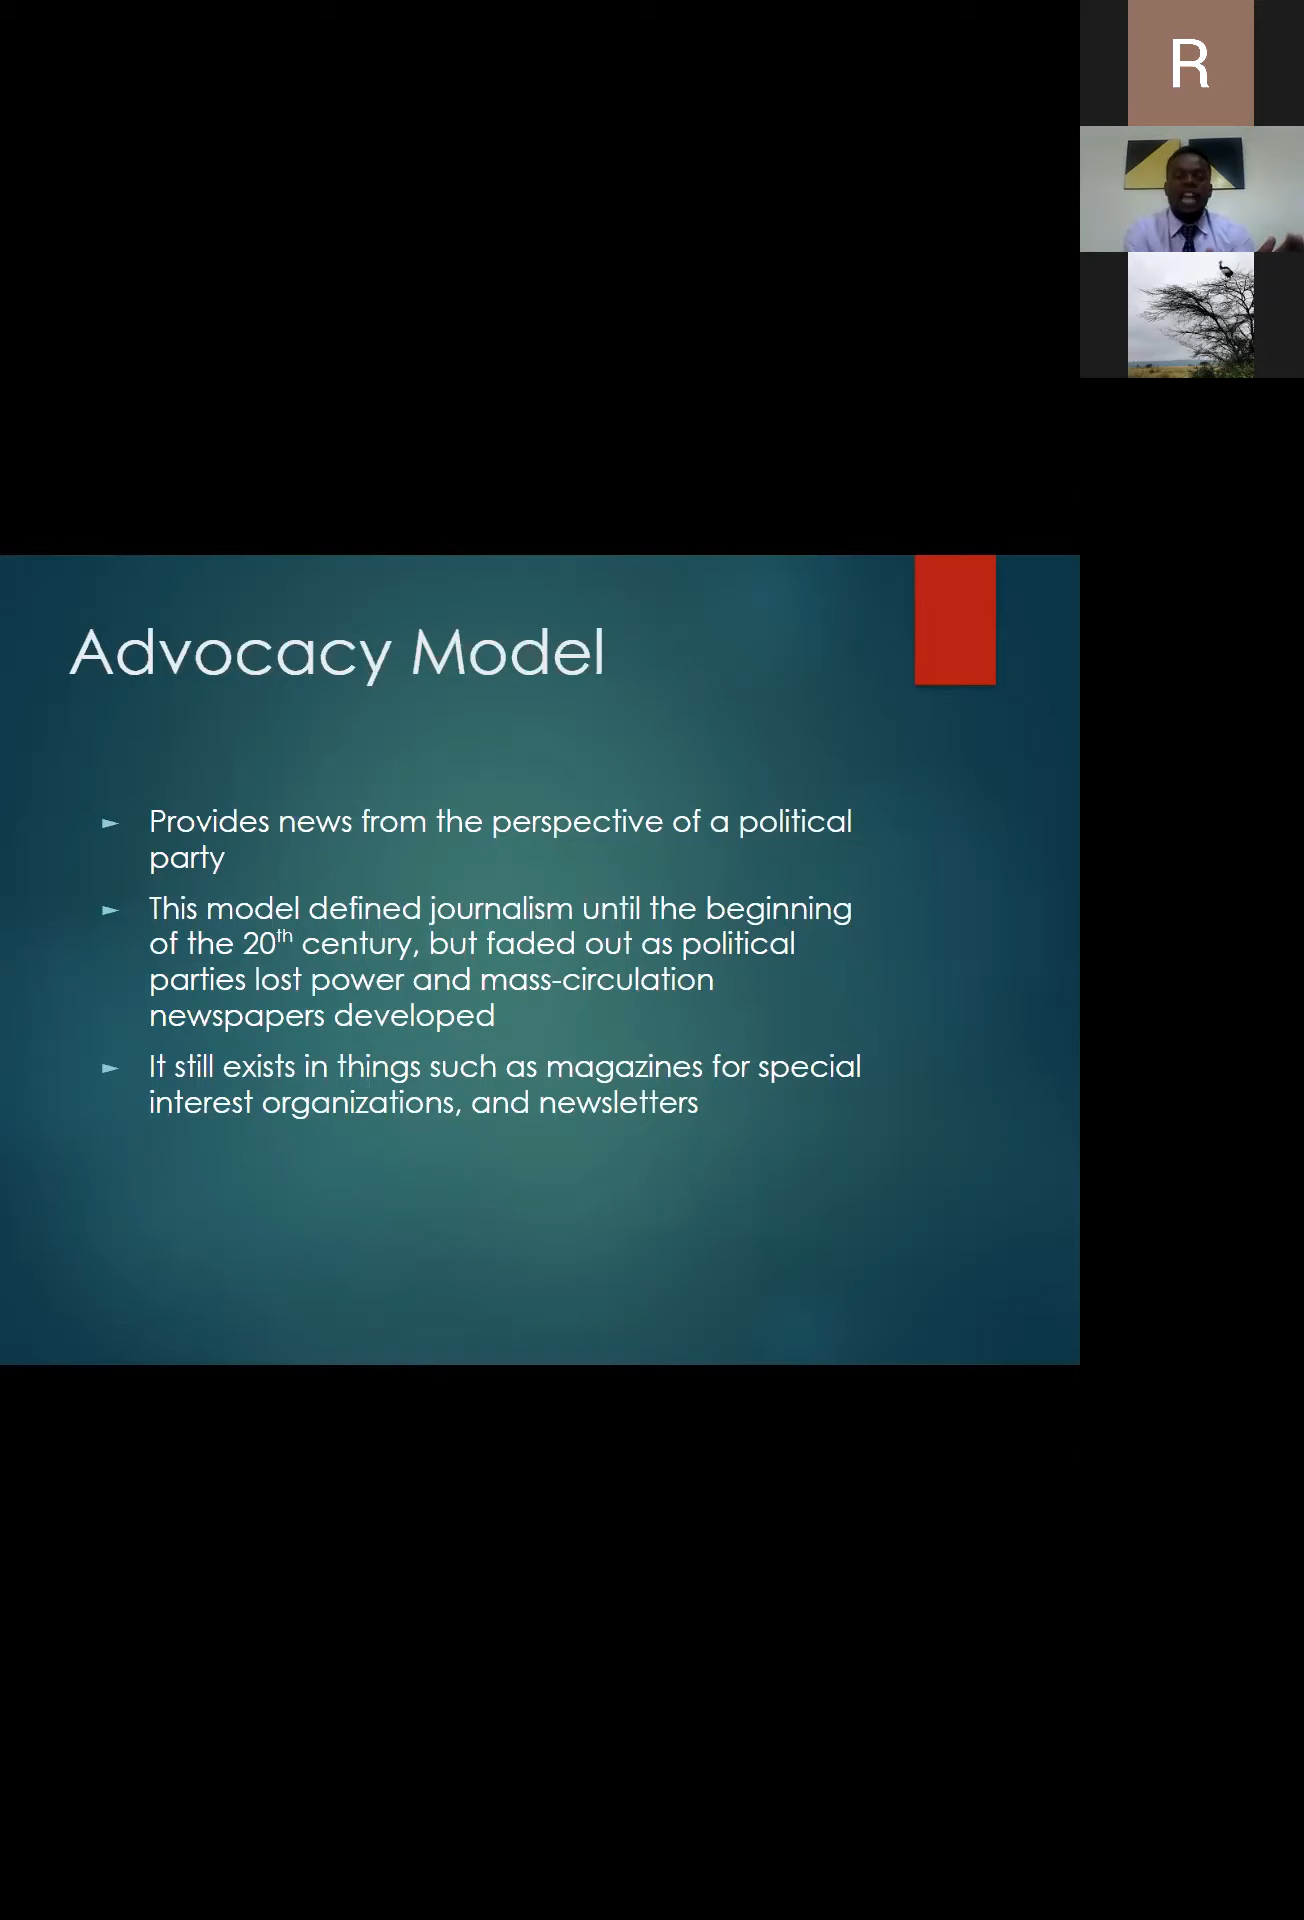 R
Advocacy Model
► Provides news from the perspective of a political
party
► This model defined journalism until the beginning
of the 20th century, but faded out as political
parties lost power and mass-circulation
newspapers developed
► It still exists in things such as magazines for special
interest organizations, and newsletters